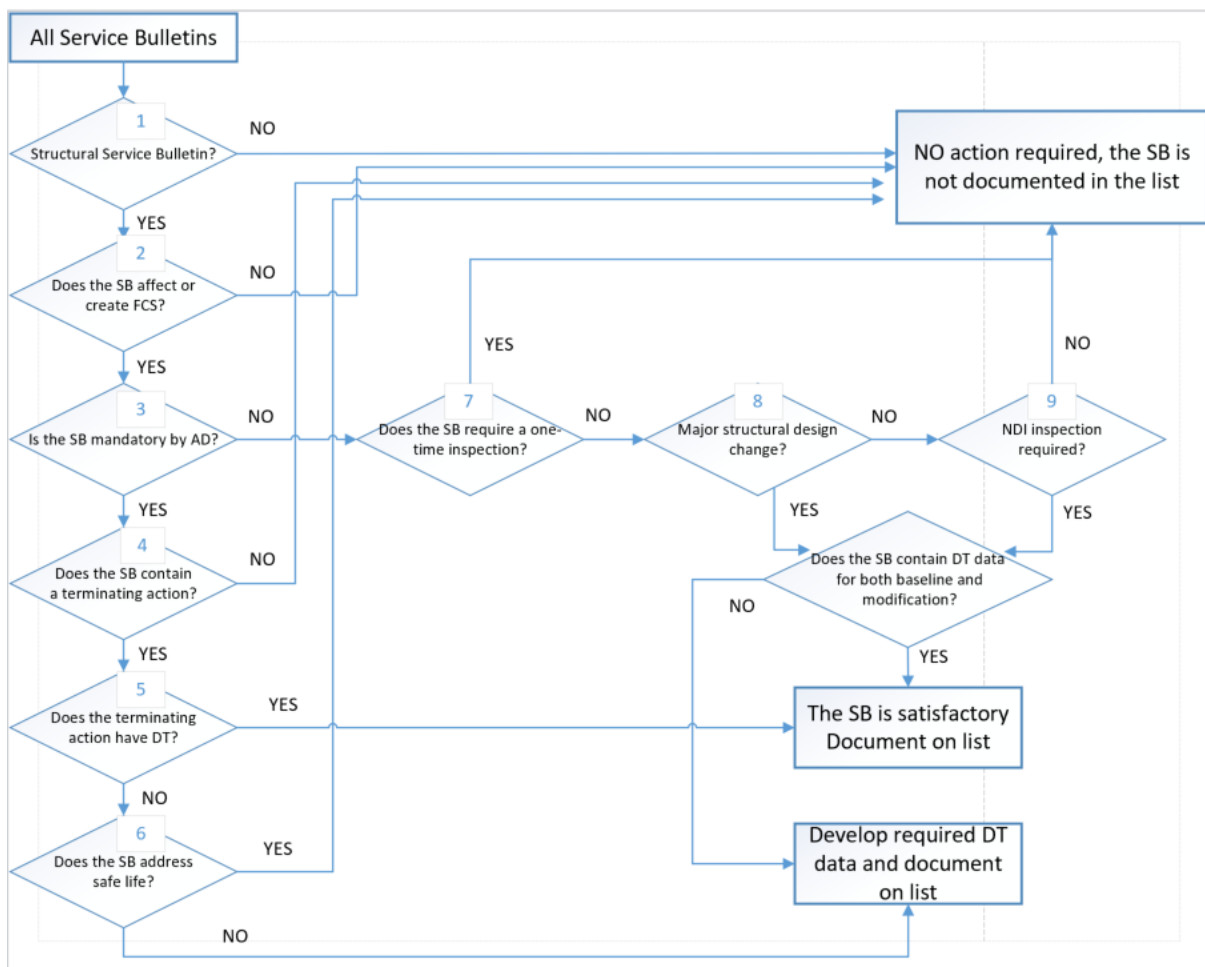 All Service Bulletins
1
Structural Service Bulletin?
NO
NO action required, the SB is
not documented in the list
YES
2
Does the SB affect or
create FCS?
NO
YES
3
Is the SB mandatory by AD?
NO
7
Does the SB require a one-
time inspection?
YES
NO
8
Major structural design
change?
NO
9
NDI inspection
required?
NO
YES
YES
Does the SB contain DT data
for both baseline and
modification?
NO
YES
YES
4
Does the SB contain
a terminating action?
NO
YES
5
Does the terminating
action have DT?
YES
The SB is satisfactory
Document on list
NO
6
Does the SB address
safe life?
YES
Develop required DT
data and document
on list
NO